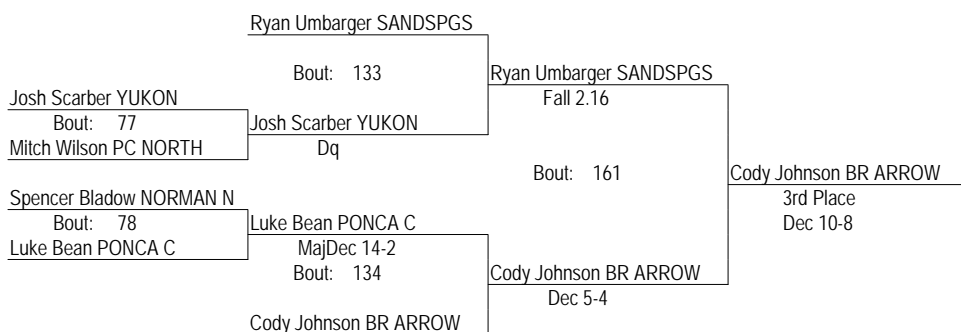 Ryan Umbarger SANDSPGS
Bout: 133
Ryan Umbarger SANDSPGS
Fall 2.16
Josh Scarber YUKON
Bout: 77
Josh Scarber YUKON
Mitch Wilson PC NORTH
Dq
Bout: 161
Cody Johnson BR ARROW
3rd Place
Dec 10-8
Spencer Bladow NORMAN N
Bout: 78
Luke Bean PONCA C
Luke Bean PONCA C
MajDec 14-2
Bout: 134
Cody Johnson BR ARROW
Dec 5-4
Cody Johnson BR ARROW